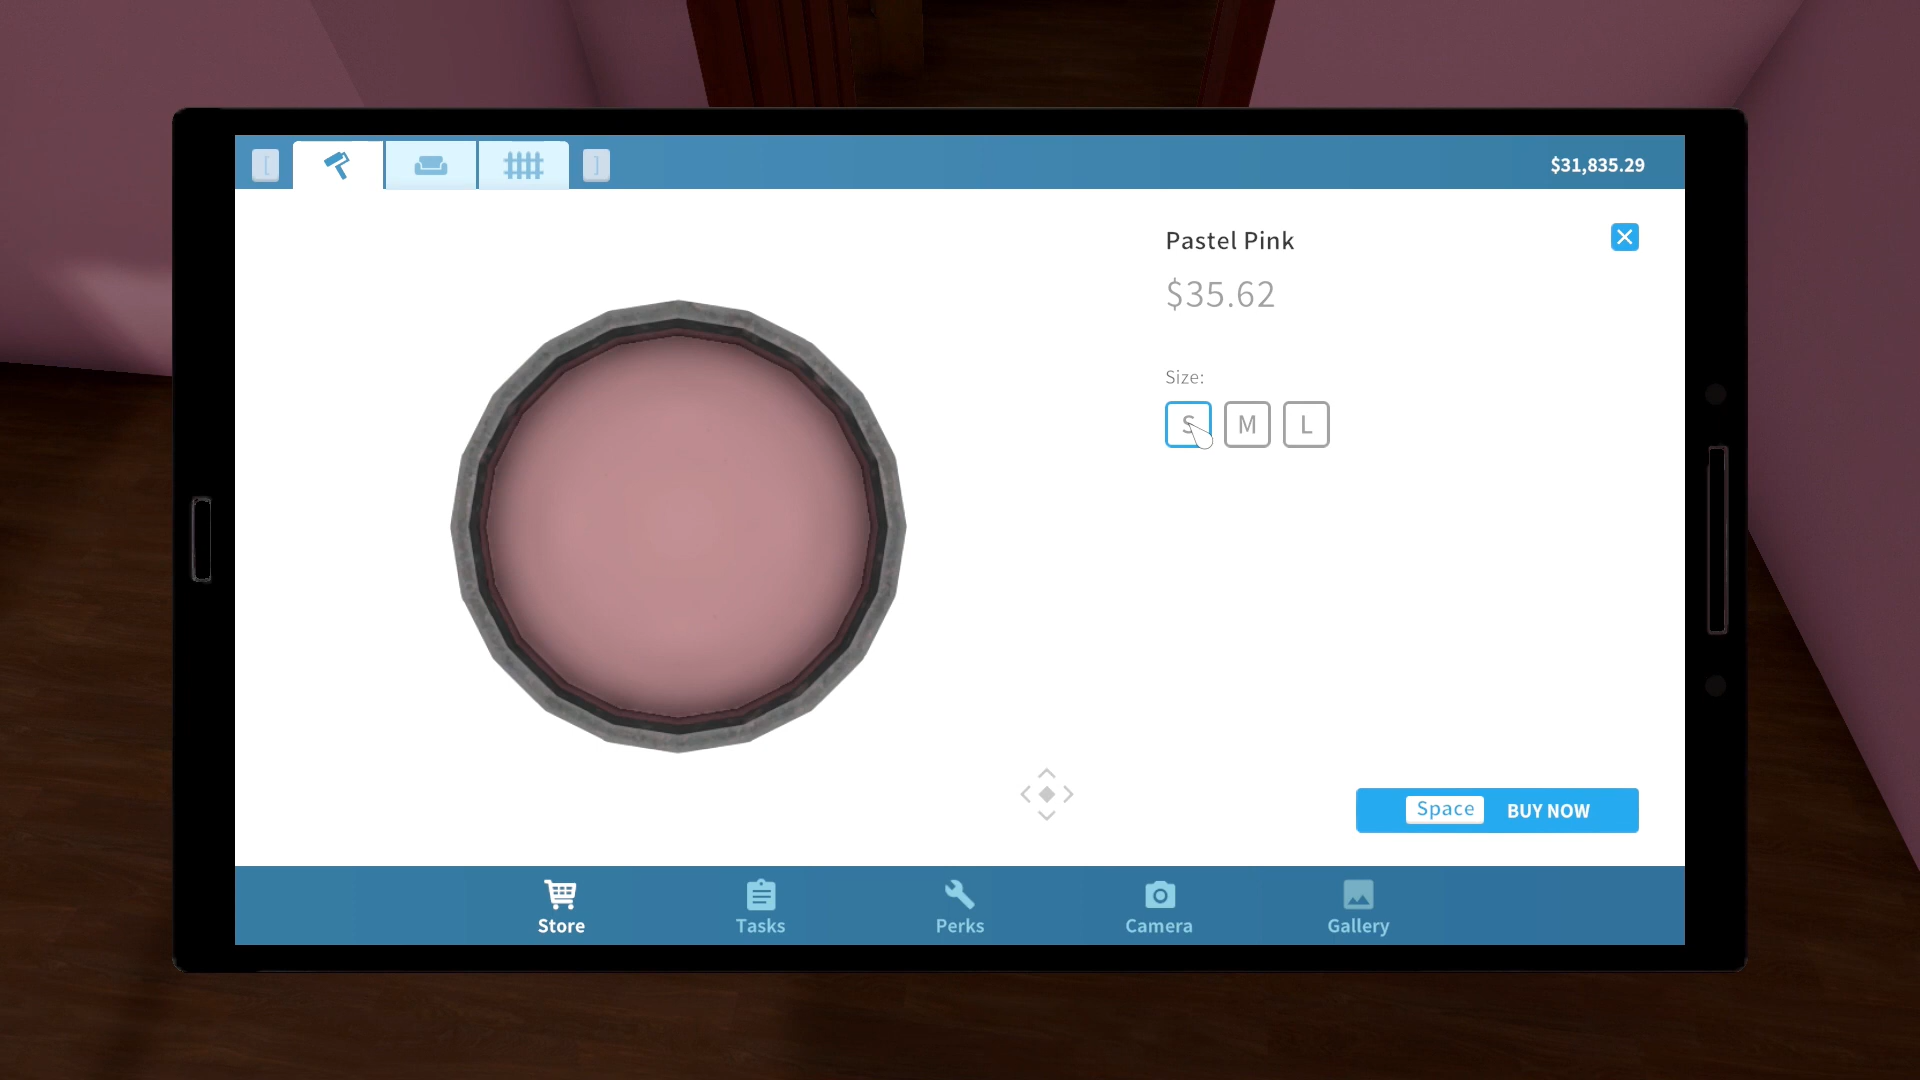 [ ] $31,835.29
Pastel Pink
$35.62
Size:
S M L
Space BUY NOW
Store Tasks Perks Camera Gallery